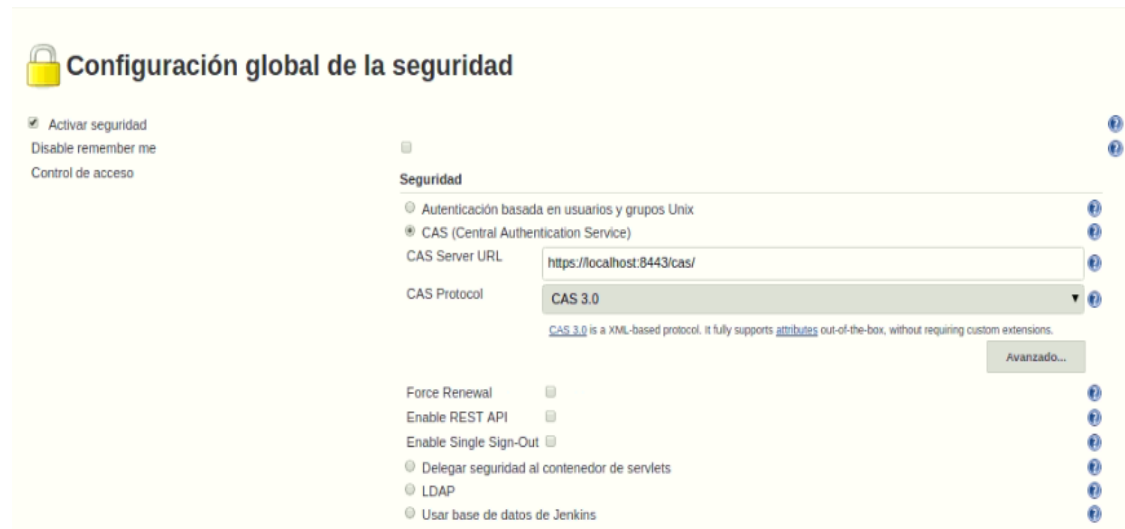 Configuración global de la seguridad
Activar seguridad
Disable remember me
Control de acceso
Seguridad
Autenticación basada en usuarios y grupos Unix
CAS (Central Authentication Service)
CAS Server URL https://localhost:8443/cas/
CAS Protocol CAS 3.0
CAS 3.0 is a XML-based protocol. It fully supports attributes out-of-the-box, without requiring custom extensions.
Avanzado...
Force Renewal
Enable REST API
Enable Single Sign-Out
Delegar seguridad al contenedor de servlets
LDAP
Usar base de datos de Jenkins